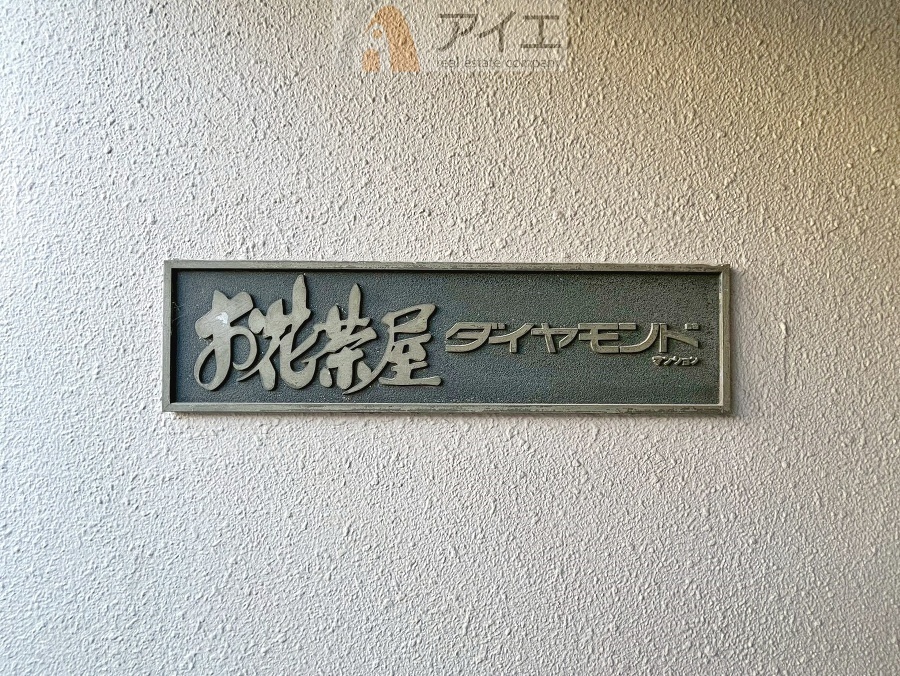 アイエ
real estate company
お花茶屋ダイヤモンド
マンション